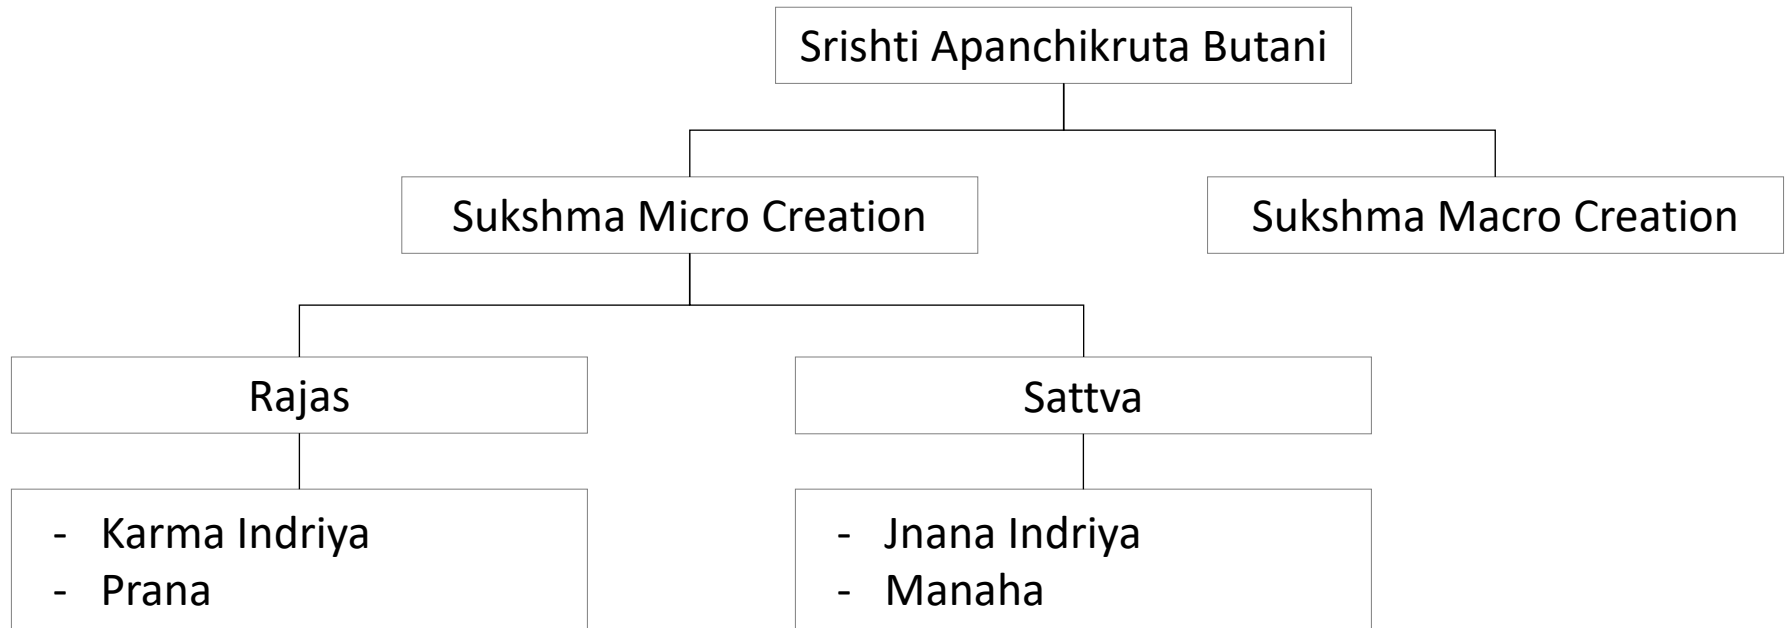 Srishti Apanchikruta Butani
Sukshma Micro Creation
Sukshma Macro Creation
Rajas
Sattva
- Karma Indriya
- Prana
- Jnana Indriya
- Manaha